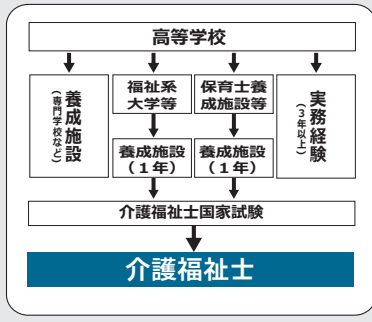 高等学校
養成施設
(専門学校など)
福祉系
大学等
養成施設
(1年)
保育士養
成施設等
養成施設
(1年)
実務経験
(3年以上)
介護福祉士国家試験
介護福祉士